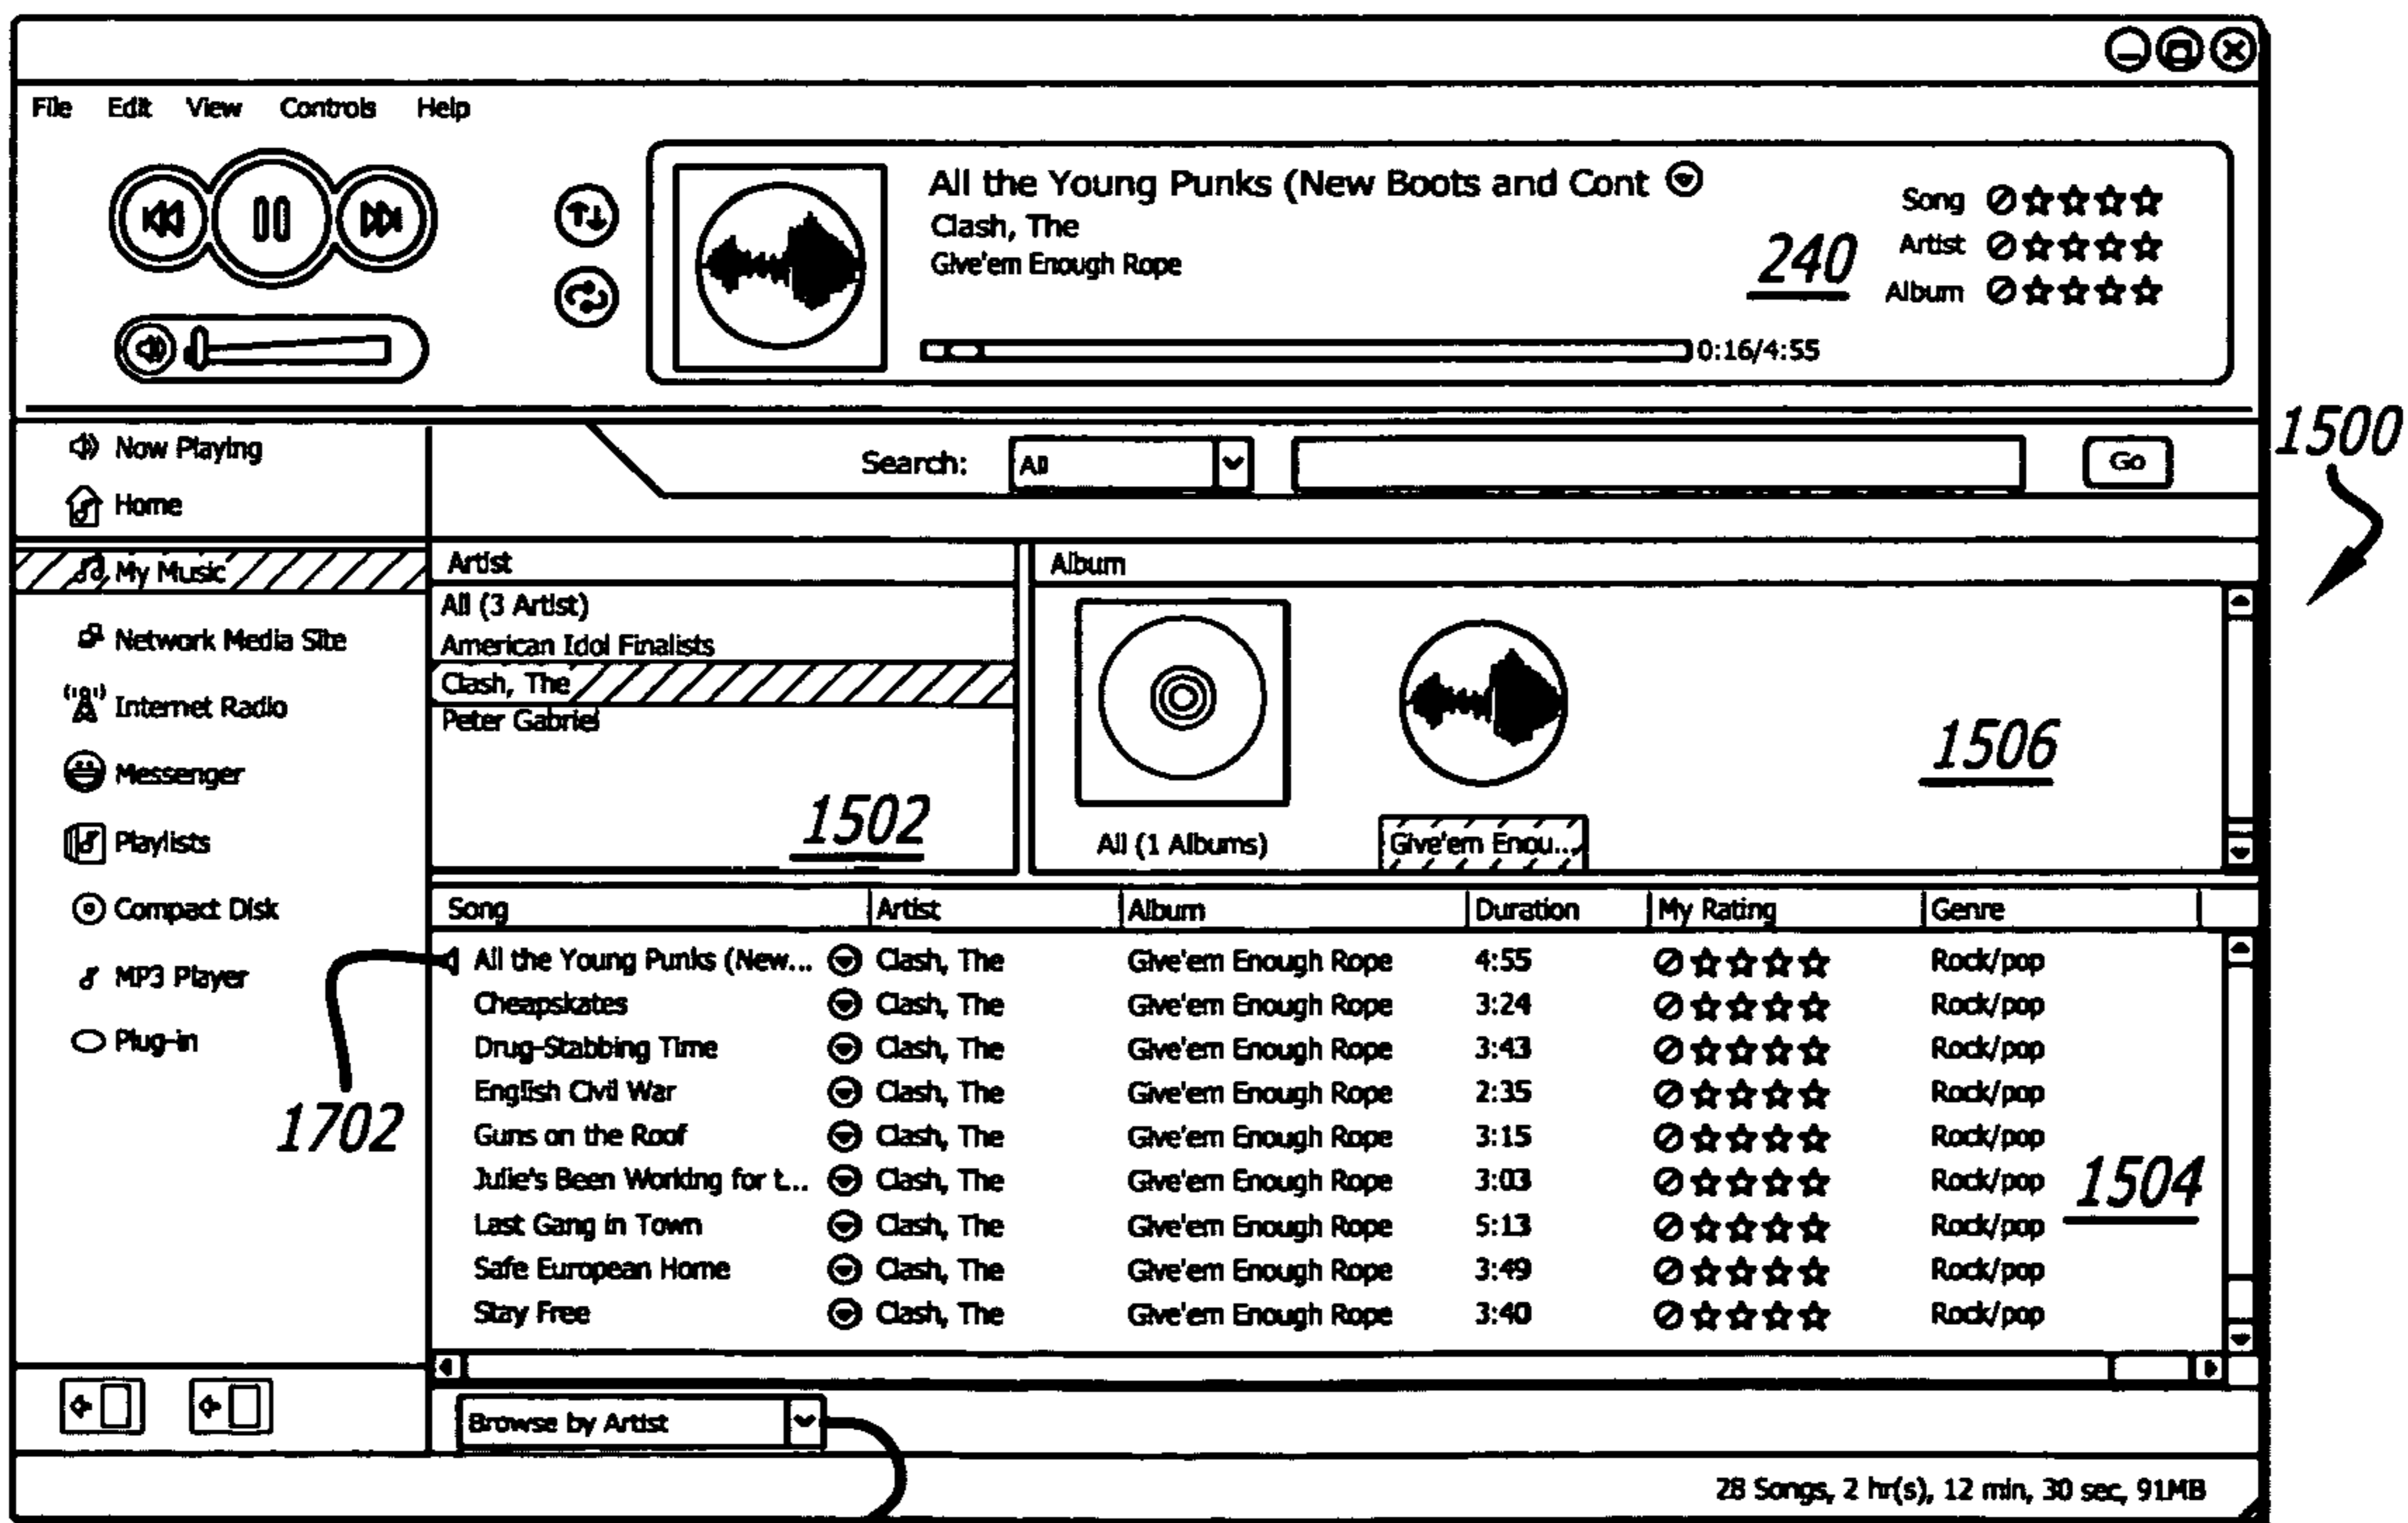 File Edit View Controls Help
All the Young Punks (New Boots and Cont
Clash, The
Give'em Enough Rope
240
Song
Artist
Album
0:16/4:55
1500
Now Playing
Home
Search: All Go
My Music
Network Media Site
Internet Radio
Messenger
Playlists
Compact Disk
MP3 Player
Plug-in
1702
Artist
All (3 Artist)
American Idol Finalists
Clash, The
Peter Gabriel
1502
Album
All (1 Albums)
Give'em Enou...
1506
Song Artist Album Duration My Rating Genre
All the Young Punks (New... Clash, The Give'em Enough Rope 4:55 Rock/pop
Cheapskates Clash, The Give'em Enough Rope 3:24 Rock/pop
Drug-Stabbing Time Clash, The Give'em Enough Rope 3:43 Rock/pop
English Civil War Clash, The Give'em Enough Rope 2:35 Rock/pop
Guns on the Roof Clash, The Give'em Enough Rope 3:15 Rock/pop
Julie's Been Working for t... Clash, The Give'em Enough Rope 3:03 Rock/pop
Last Gang in Town Clash, The Give'em Enough Rope 5:13 Rock/pop
Safe European Home Clash, The Give'em Enough Rope 3:49 Rock/pop
Stay Free Clash, The Give'em Enough Rope 3:40 Rock/pop
1504
Browse by Artist
28 Songs, 2 hr(s), 12 min, 30 sec, 91MB